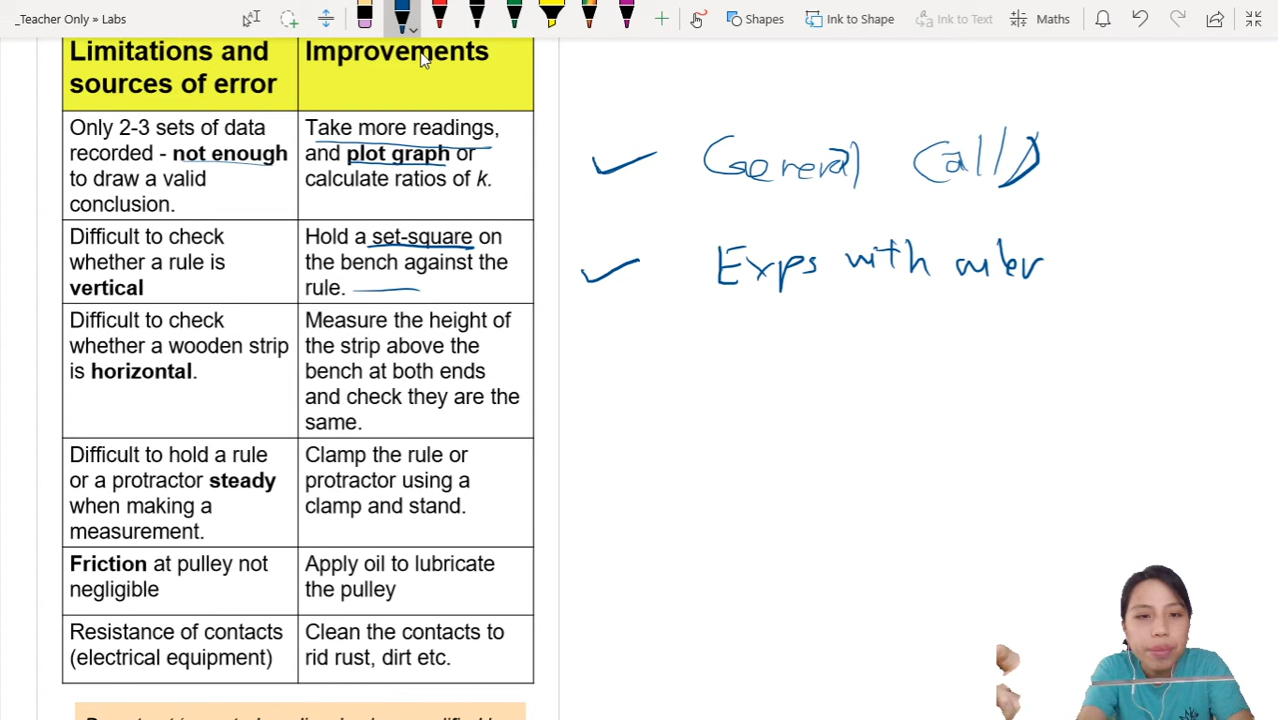 _Teacher Only » Labs
Shapes
Ink to Shape
Ink to Text
Maths
Limitations and
sources of error
Improvements
Only 2-3 sets of data
recorded - not enough
to draw a valid
conclusion.
Take more readings,
and plot graph or
calculate ratios of k.
Difficult to check
whether a rule is
vertical
Hold a set-square on
the bench against the
rule.
Difficult to check
whether a wooden strip
is horizontal.
Measure the height of
the strip above the
bench at both ends
and check they are the
same.
Difficult to hold a rule
or a protractor steady
when making a
measurement.
Clamp the rule or
protractor using a
clamp and stand.
Friction at pulley not
negligible
Apply oil to lubricate
the pulley
Resistance of contacts
(electrical equipment)
Clean the contacts to
rid rust, dirt etc.
General (all)
Exps with ruler